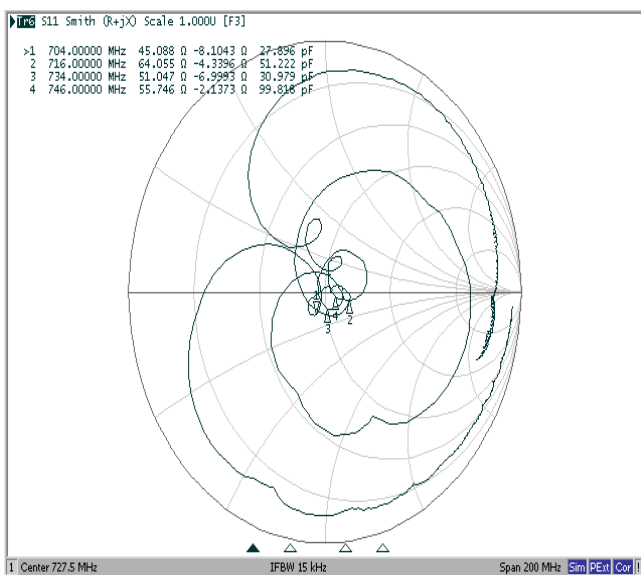 Tr6 S11 Smith (R+jX) Scale 1.000U [F3]
>1 704.00000 MHz 45.088 Ω -8.1043 Ω 27.896 pF
2 716.00000 MHz 64.055 Ω -4.3396 Ω 51.222 pF
3 734.00000 MHz 51.047 Ω -6.9993 Ω 30.979 pF
4 746.00000 MHz 55.746 Ω -2.1373 Ω 99.818 pF
4
2
3
1 Center 727.5 MHz IFBW 15 kHz Span 200 MHz Sim PExt Cor !